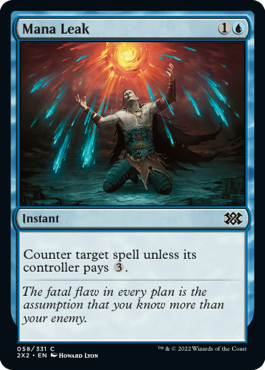 Mana Leak 1
Instant
Counter target spell unless its
controller pays 3.
The fatal flaw in every plan is the
assumption that you know more than
your enemy.
058/331 C
2X2 • EN Howard Lyon
™ & © 2022 Wizards of the Coast